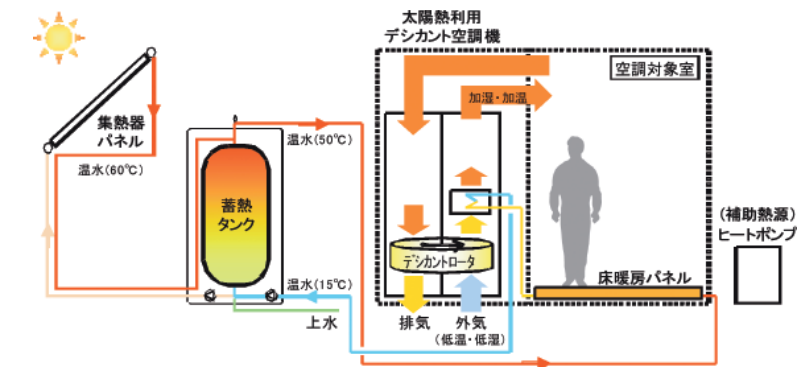 太陽熱利用
デシカント空調機
空調対象室
加湿・加温
集熱器
パネル
温水(60℃)
温水(50℃)
蓄熱
タンク
(補助熱源)
ヒートポンプ
デシカントロータ
床暖房パネル
温水(15℃)
上水
排気
外気
(低温・低湿)